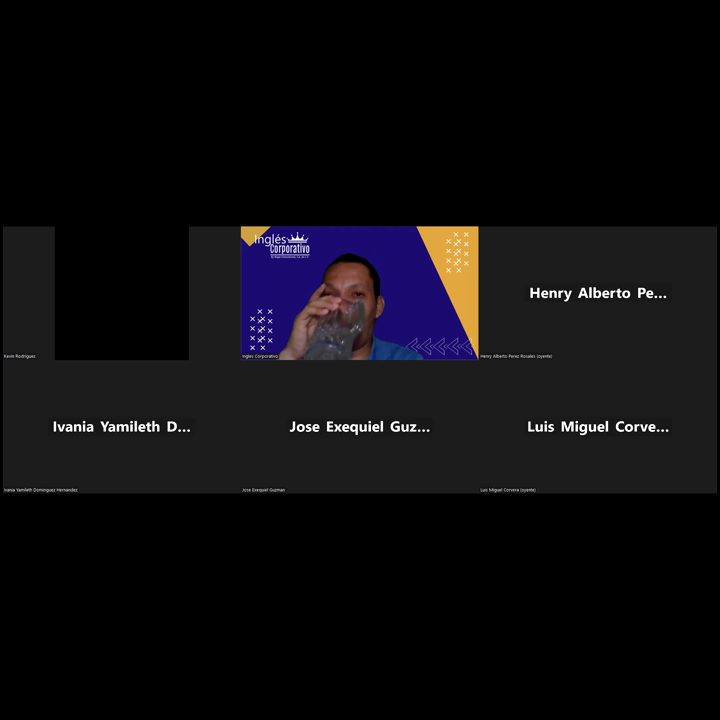 Inglés
Corporativo
Kevin Rodriguez
Inglés Corporativo
Henry Alberto Pe...
Henry Alberto Perez Rosales (oyente)
Ivania Yamileth D...
Jose Exequiel Guz...
Luis Miguel Corve...
Ivania Yamileth Dominguez Hernandez
Jose Exequiel Guzman
Luis Miguel Corvera (oyente)